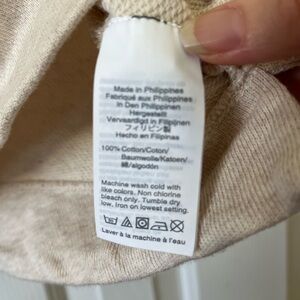 Made in Philippines
Fabriqué aux Philippines
In Den Philippinen
Hergestellt
Vervaardigd in Filipijnen
フィリピン製
Hecho en Filipinas
100% Cotton/Coton/
Baumwolle/Katoen/
綿/algodón
Machine wash cold with
like colors. Non chlorine
bleach only. Tumble dry
low. Iron on lowest setting.
Laver à la machine à l'eau